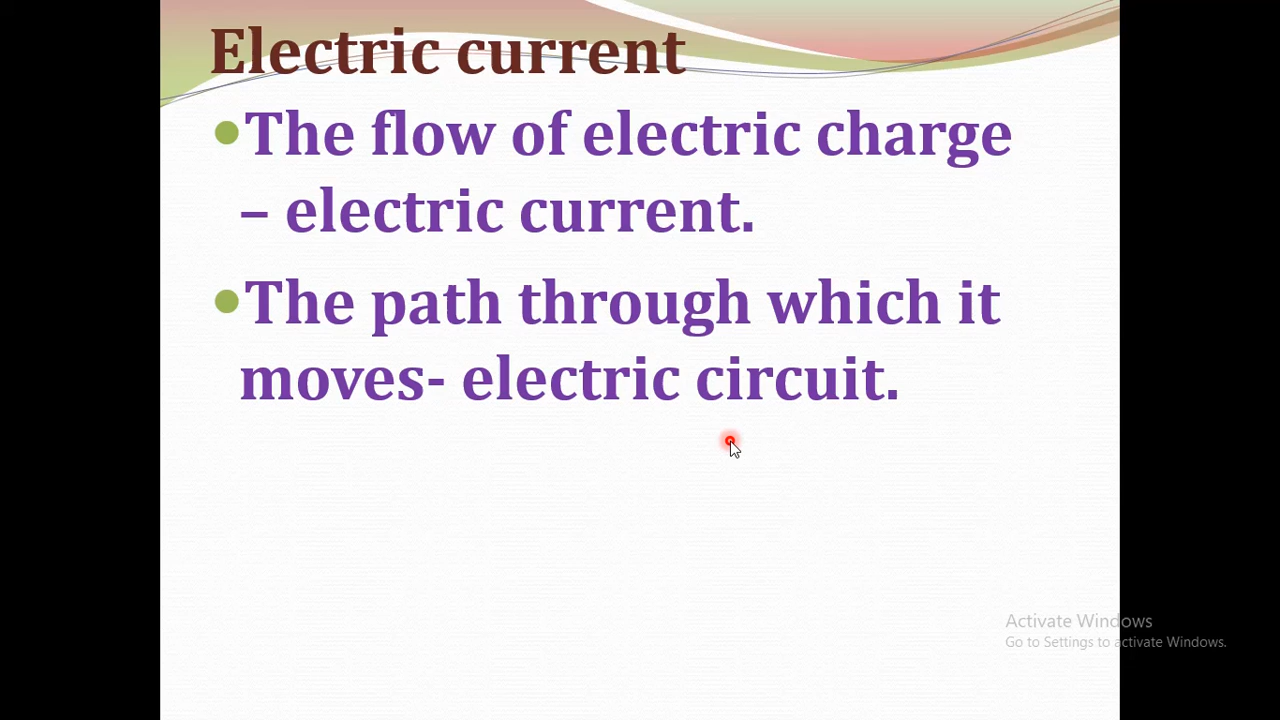 Electric current
•The flow of electric charge
– electric current.
•The path through which it
moves- electric circuit.
Activate Windows
Go to Settings to activate Windows.